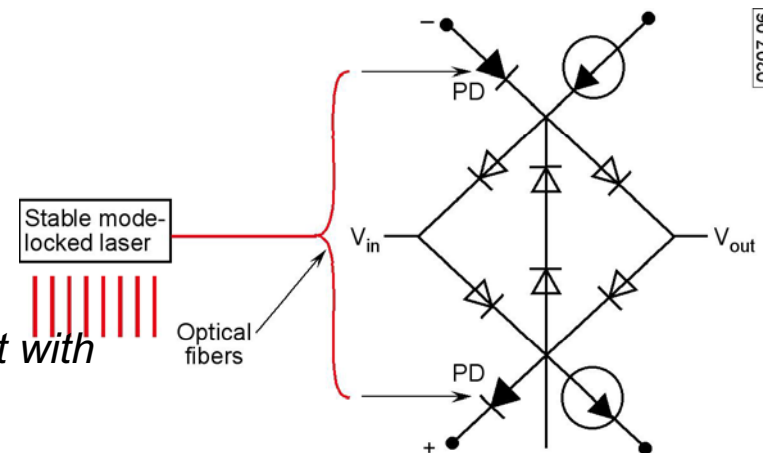 −
PD
Stable mode-
locked laser
V_in
V_out
t with
Optical
fibers
PD
+